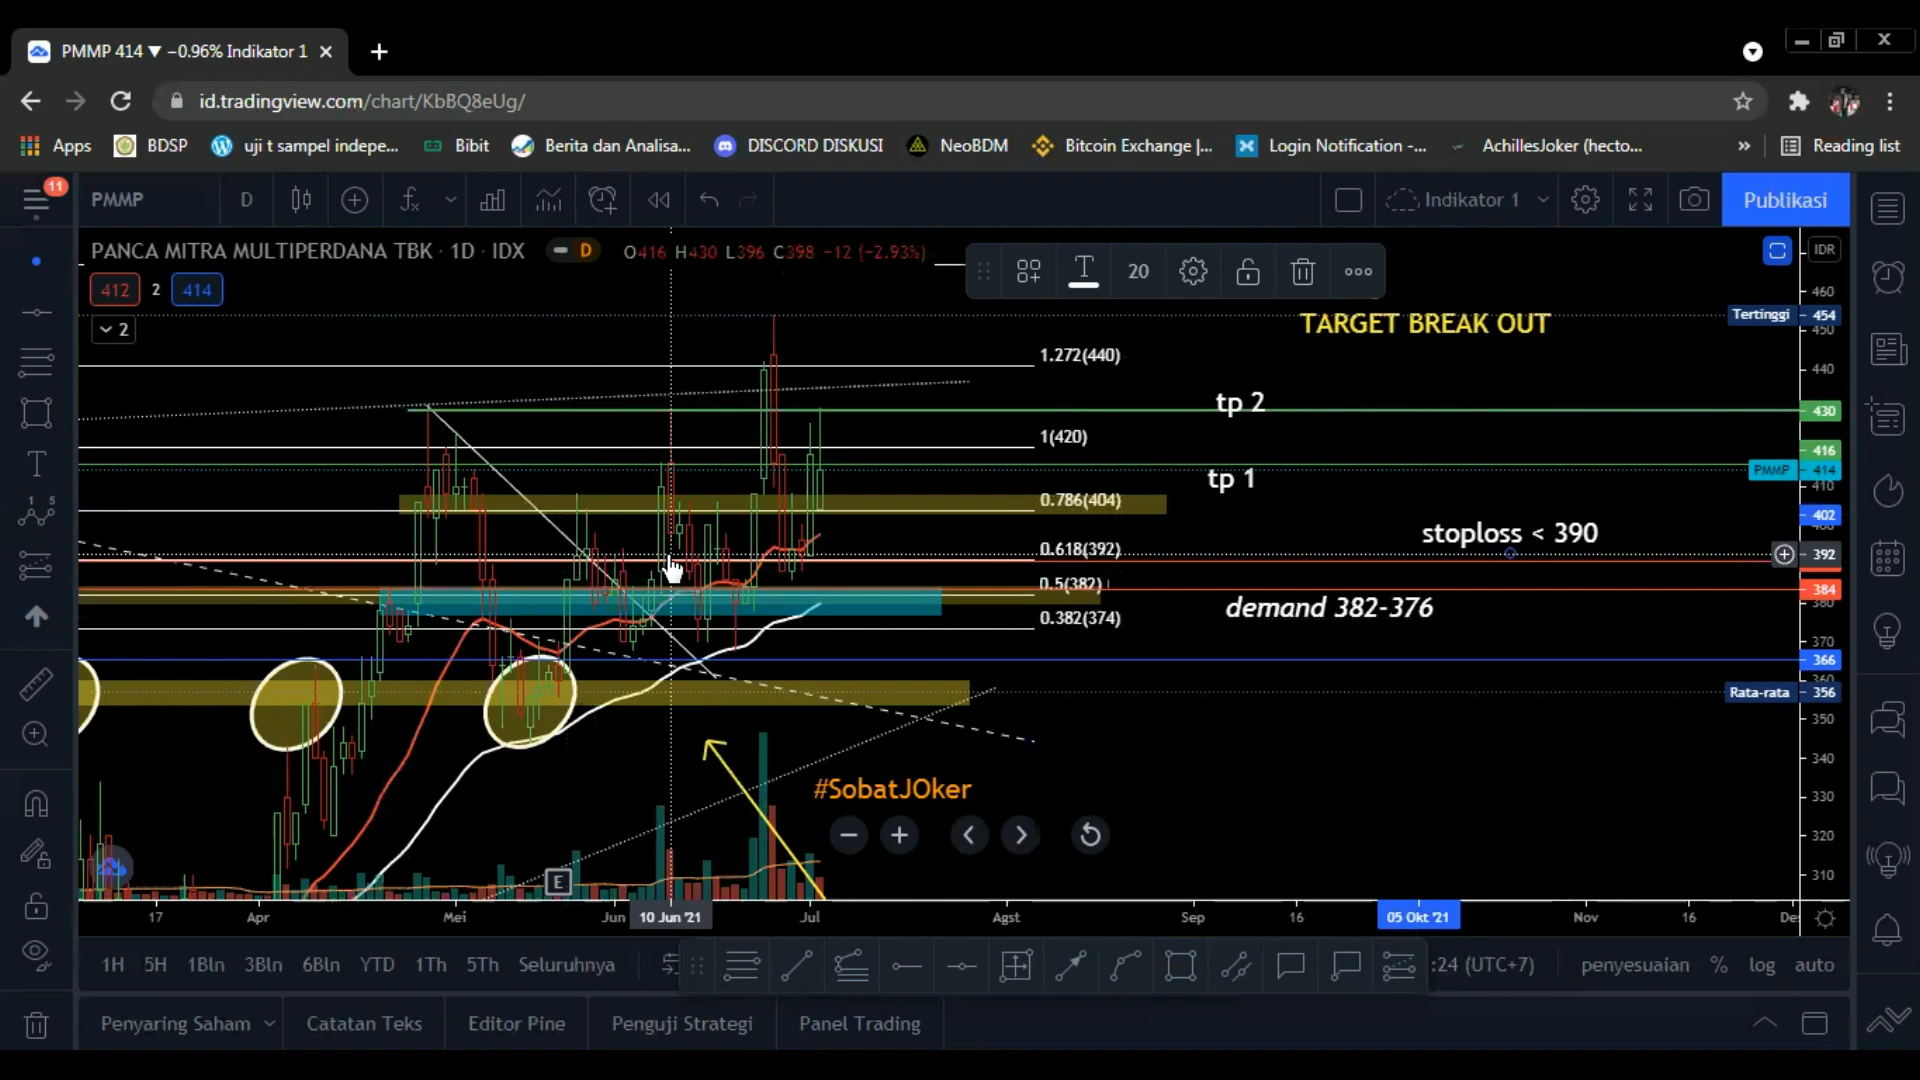 PMMP 414 ▼ −0.96% Indikator 1
id.tradingview.com/chart/KbBQ8eUg/
Apps BDSP uji t sampel indepe... Bibit Berita dan Analisa... DISCORD DISKUSI NeoBDM Bitcoin Exchange |... Login Notification -... AchillesJoker (hecto... » Reading list
11
PMMP D Indikator 1 Publikasi
PANCA MITRA MULTIPERDANA TBK · 1D · IDX D O416 H430 L396 C398 −12 (−2.93%)
20
IDR
412 2 414
2
460
TARGET BREAK OUT
Tertinggi 454
450
1.272(440)
440
tp 2
430
1(420)
416
tp 1
PMMP 414
410
0.786(404)
402
stoploss < 390
0.618(392)
392
0.5(382)
384
demand 382-376
380
0.382(374)
370
366
360
Rata-rata 356
350
340
#SobatJOker
330
320
310
E
17 Apr Mei Jun 10 Jun '21 Jul Agst Sep 16 05 Okt '21 Nov 16 Des
1H 5H 1Bln 3Bln 6Bln YTD 1Th 5Th Seluruhnya :24 (UTC+7) penyesuaian % log auto
Penyaring Saham Catatan Teks Editor Pine Penguji Strategi Panel Trading